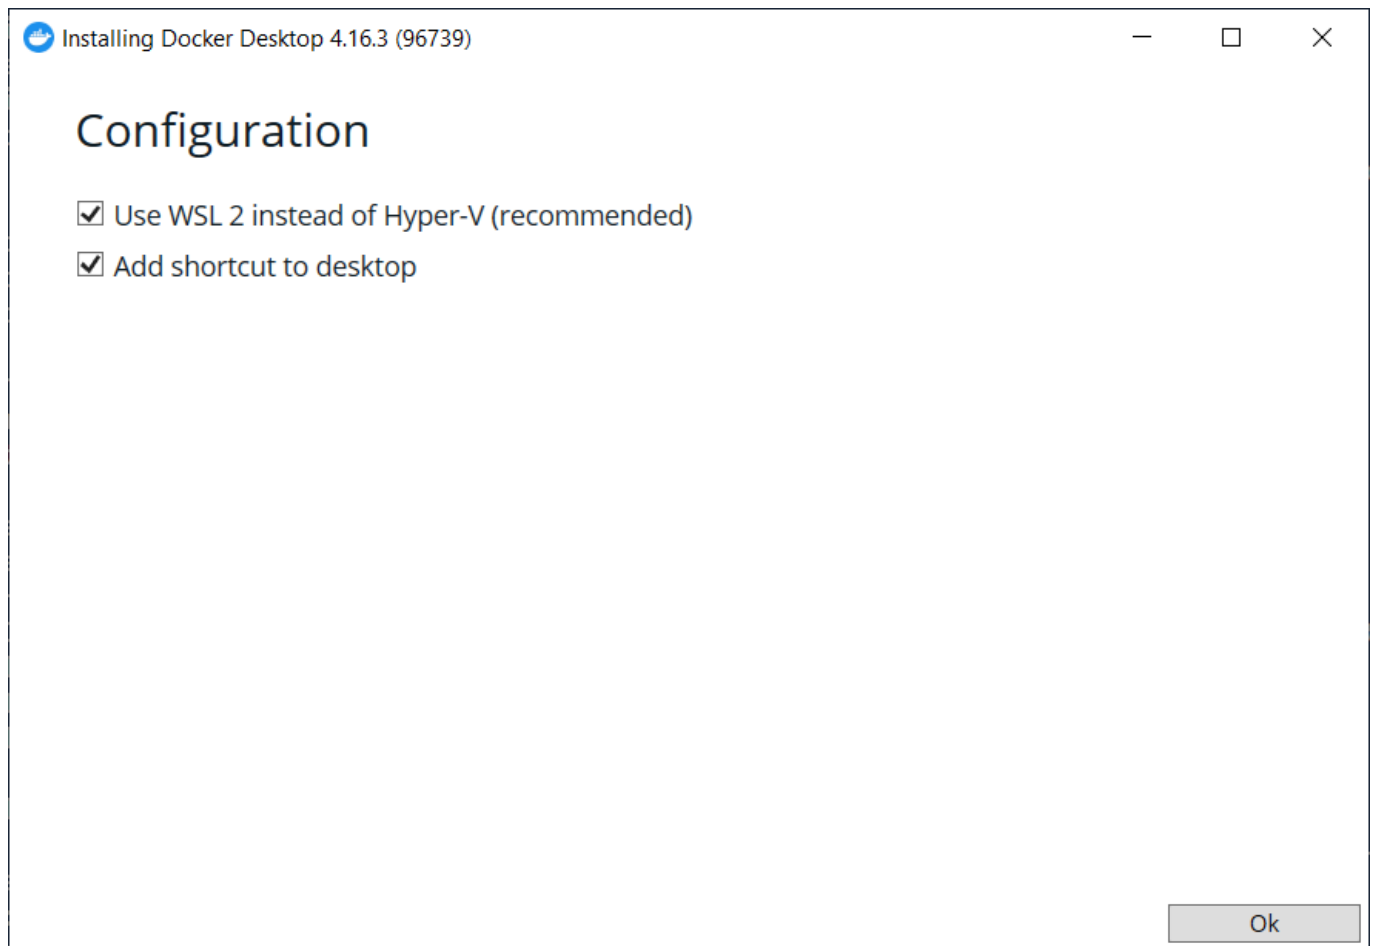 Installing Docker Desktop 4.16.3 (96739)
Configuration
Use WSL 2 instead of Hyper-V (recommended)
Add shortcut to desktop
Ok